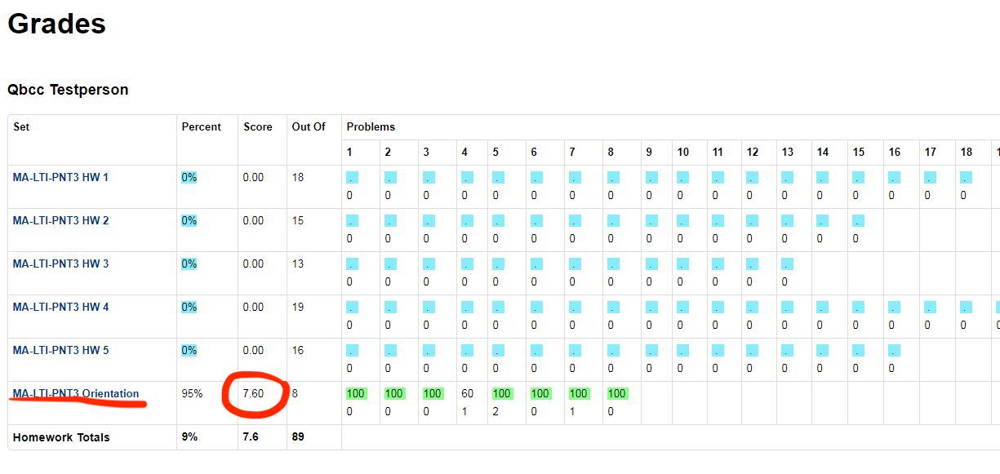 Grades
Qbcc Testperson
Set Percent Score Out Of Problems
1 2 3 4 5 6 7 8 9 10 11 12 13 14 15 16 17 18
MA-LTI-PNT3 HW 1 0% 0.00 18 . . . . . . . . . . . . . . . . . .
0 0 0 0 0 0 0 0 0 0 0 0 0 0 0 0 0 0
MA-LTI-PNT3 HW 2 0% 0.00 15 . . . . . . . . . . . . . . .
0 0 0 0 0 0 0 0 0 0 0 0 0 0 0
MA-LTI-PNT3 HW 3 0% 0.00 13 . . . . . . . . . . . . .
0 0 0 0 0 0 0 0 0 0 0 0 0
MA-LTI-PNT3 HW 4 0% 0.00 19 . . . . . . . . . . . . . . . . . .
0 0 0 0 0 0 0 0 0 0 0 0 0 0 0 0 0 0
MA-LTI-PNT3 HW 5 0% 0.00 16 . . . . . . . . . . . . . . . .
0 0 0 0 0 0 0 0 0 0 0 0 0 0 0 0
MA-LTI-PNT3 Orientation 95% 7.60 8 100 100 100 60 100 100 100 100
0 0 0 1 2 0 1 0
Homework Totals 9% 7.6 89